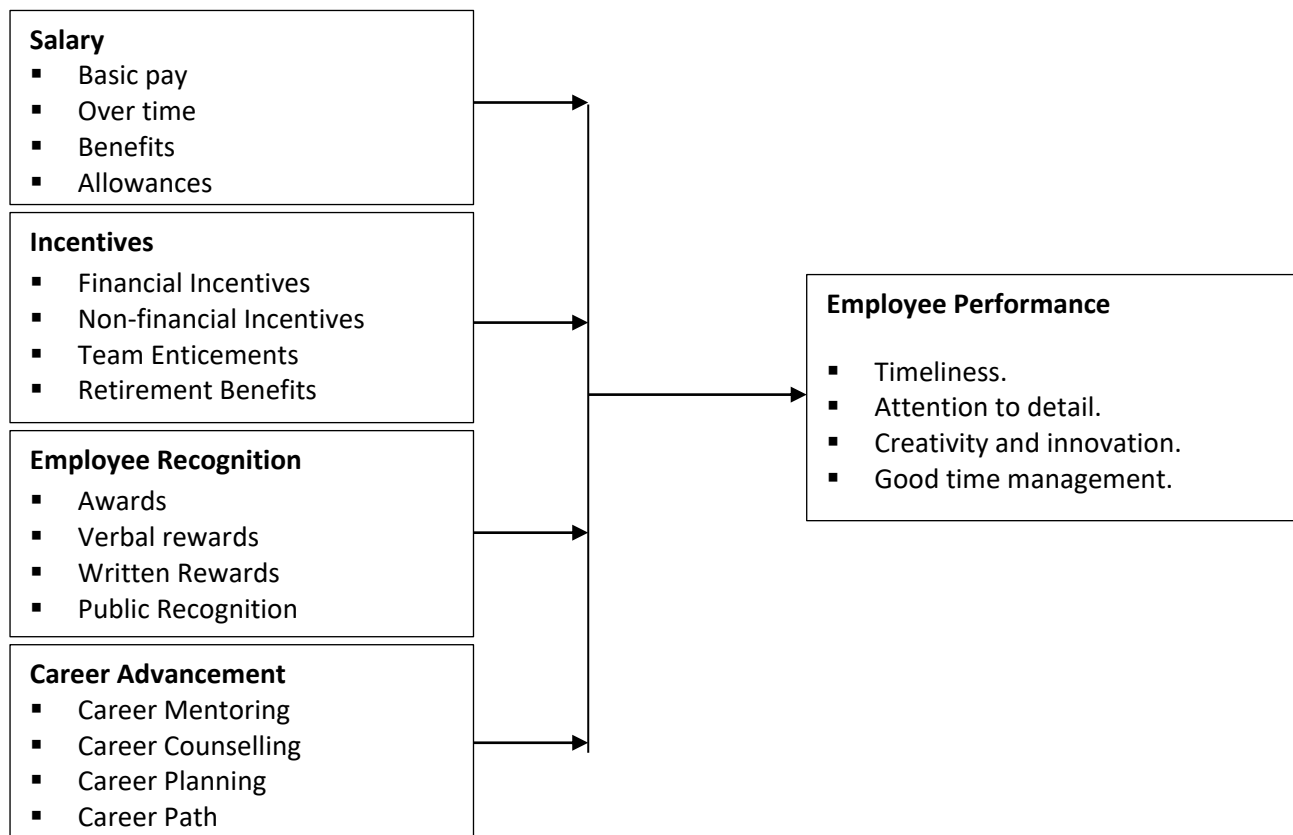 Salary
▪ Basic pay
▪ Over time
▪ Benefits
▪ Allowances
Incentives
▪ Financial Incentives
▪ Non-financial Incentives
▪ Team Enticements
▪ Retirement Benefits
Employee Recognition
▪ Awards
▪ Verbal rewards
▪ Written Rewards
▪ Public Recognition
Career Advancement
▪ Career Mentoring
▪ Career Counselling
▪ Career Planning
▪ Career Path
Employee Performance
▪ Timeliness.
▪ Attention to detail.
▪ Creativity and innovation.
▪ Good time management.